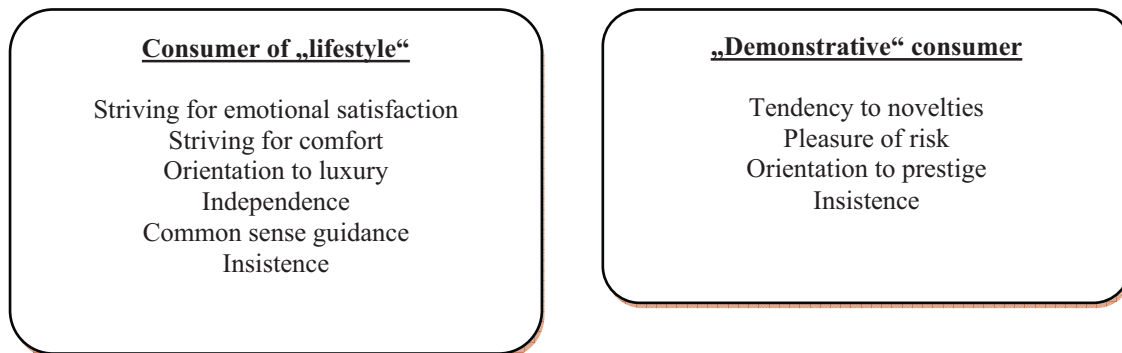 Consumer of „lifestyle“
Striving for emotional satisfaction
Striving for comfort
Orientation to luxury
Independence
Common sense guidance
Insistence
„Demonstrative“ consumer
Tendency to novelties
Pleasure of risk
Orientation to prestige
Insistence